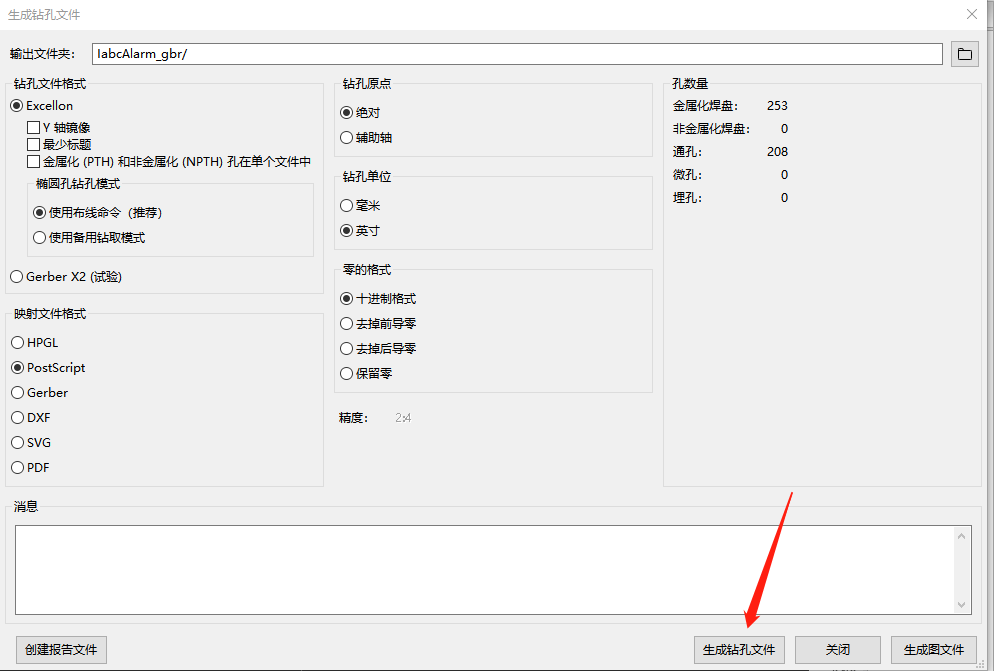 生成钻孔文件
输出文件夹: labcAlarm_gbr/
钻孔文件格式
Excellon
Y 轴镜像
最少标题
金属化 (PTH) 和非金属化 (NPTH) 孔在单个文件中
椭圆孔钻孔模式
使用布线命令（推荐）
使用备用钻取模式
Gerber X2 (试验)
映射文件格式
HPGL
PostScript
Gerber
DXF
SVG
PDF
钻孔原点
绝对
辅助轴
钻孔单位
毫米
英寸
零的格式
十进制格式
去掉前导零
去掉后导零
保留零
精度: 2:4
孔数量
金属化焊盘: 253
非金属化焊盘: 0
通孔: 208
微孔: 0
埋孔: 0
消息
创建报告文件
生成钻孔文件
关闭
生成图文件